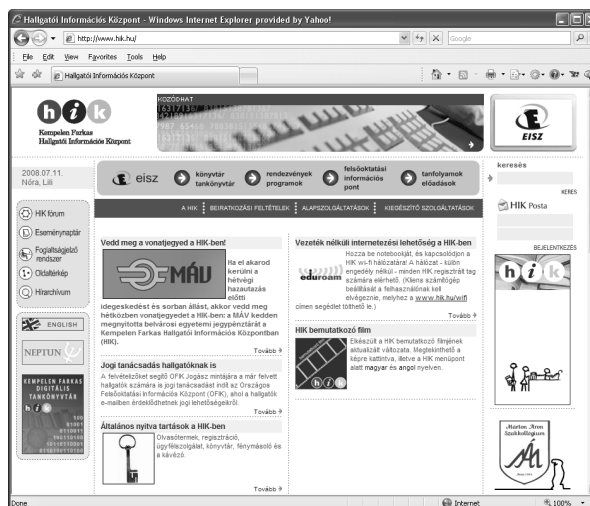 Hallgatói Információs Központ - Windows Internet Explorer provided by Yahoo!
http://www.hik.hu/
Google
File Edit View Favorites Tools Help
Hallgatói Információs Központ
hik
Kempelen Farkas
Hallgatói Információs Központ
KOZÓDHAT
EISZ
2008.07.11.
Nóra, Lili
eisz
könyvtár
tankönyvtár
rendezvények
programok
felsőoktatási
információs
pont
tanfolyamok
előadások
keresés
KERES
HIK Posta
BEJELENTKEZÉS
A HIK BEIRATKOZÁSI FELTÉTELEK ALAPSZOLGÁLTATÁSOK KIEGÉSZÍTŐ SZOLGÁLTATÁSOK
HIK fórum
Eseménynaptár
Foglaltságjelző
rendszer
Oldaltérkép
Hírarchívum
ENGLISH
NEPTUN
KEMPELEN FARKAS
DIGITÁLIS
TANKÖNYVTÁR
hik
Vedd meg a vonatjegyed a HIK-ben!
MÁV
Ha el akarod
kerülni a
hétvégi
hazautazás
előtti
idegeskedést és sorban állást, akkor vedd meg
hétközben vonatjegyedet a HIK-ben: a MÁV kedden
megnyitotta belvárosi egyetemi jegypénztárát a
Kempelen Farkas Hallgatói Információs Központban
(HIK).
Tovább
Jogi tanácsadás hallgatóknak is
A felvételizőket segítő OFIK Jogász mintájára a már felvett
hallgatók számára is jogi tanácsadást indít az Országos
Felsőoktatási Információs Központ (OFIK), ahol a hallgatók
e-mailben érdeklődhetnek jogi lehetőségeikről.
Tovább
Általános nyitva tartások a HIK-ben
Olvasótermek, regisztráció,
ügyfélszolgálat, könyvtár, fénymásoló és
a kávézó.
Tovább
Vezeték nélküli internetezési lehetőség a HIK-ben
eduroam
Hozza be notebookját, és kapcsolódjon a
HIK wi-fi hálózatára! A hálózat - külön
engedély nélkül - minden HIK regisztrált tag
számára elérhető. (Kliens számítógép
beállítását a felhasználónak kell
elvégeznie, melyhez a www.hik.hu/wifi
címen segédlet tölthető le.)
Tovább
HIK bemutatkozó film
Elkészült a HIK bemutatkozó filmjének
aktualizált változata. Megtekinthető a
képre kattintva, illetve a HIK menüpont
alatt magyar és angol nyelven.
hik
hik
Márton Áron
Szakkollégium
Done
Internet
100%